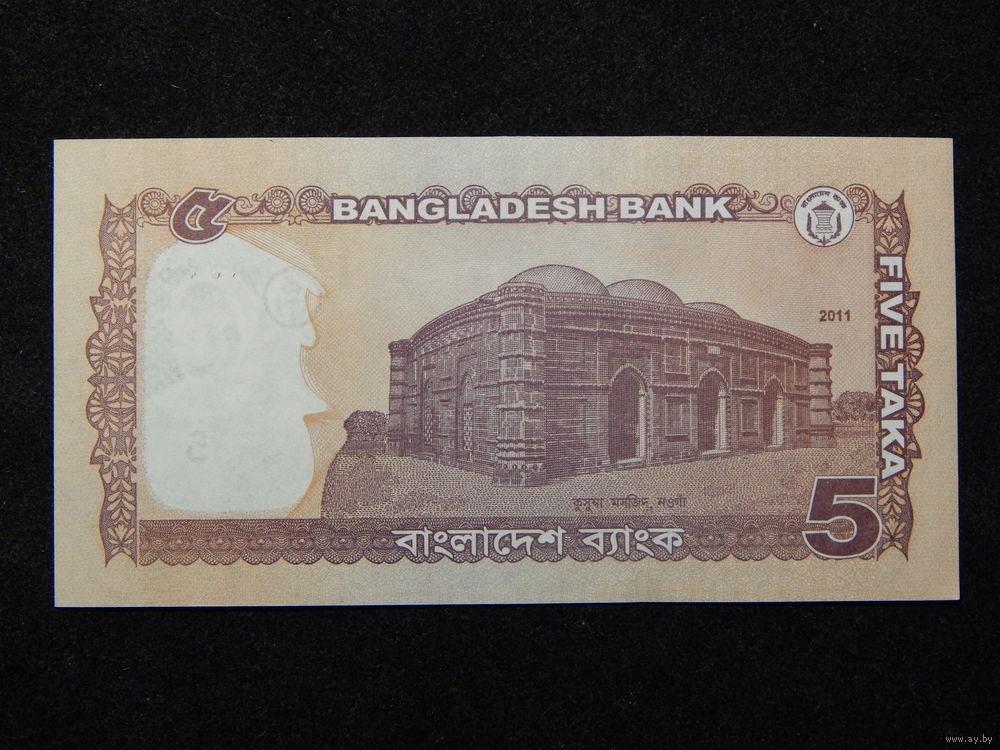 ৫
BANGLADESH BANK
বাংলাদেশ ব্যাংক
2011
FIVE TAKA
কুসুম্বা মসজিদ, নওগাঁ
5
বাংলাদেশ ব্যাংক
www.ay.by